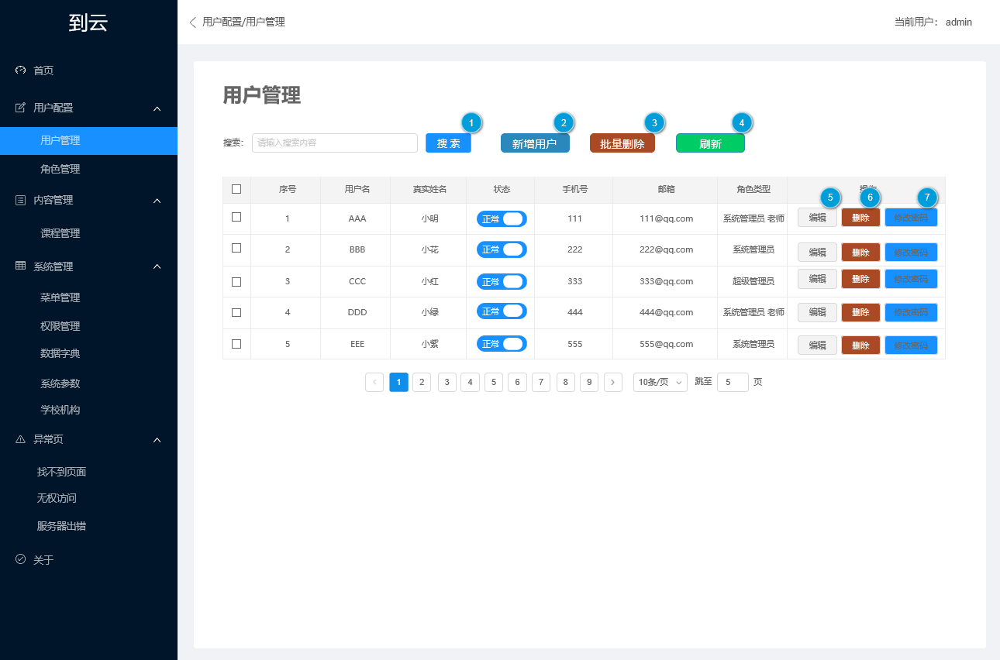 到云
用户配置/用户管理
当前用户： admin
首页
用户配置
用户管理
角色管理
内容管理
课程管理
系统管理
菜单管理
权限管理
数据字典
系统参数
学校机构
异常页
找不到页面
无权访问
服务器出错
关于
用户管理
1 2 3 4
搜索: 请输入搜索内容 搜 索 新增用户 批量删除 刷新
序号 用户名 真实姓名 状态 手机号 邮箱 角色类型 操作
5 6 7
1 AAA 小明 正常 111 111@qq.com 系统管理员 老师 编辑 删除 修改密码
2 BBB 小花 正常 222 222@qq.com 系统管理员 编辑 删除 修改密码
3 CCC 小红 正常 333 333@qq.com 超级管理员 编辑 删除 修改密码
4 DDD 小绿 正常 444 444@qq.com 系统管理员 老师 编辑 删除 修改密码
5 EEE 小紫 正常 555 555@qq.com 系统管理员 编辑 删除 修改密码
1 2 3 4 5 6 7 8 9 10条/页 跳至 5 页